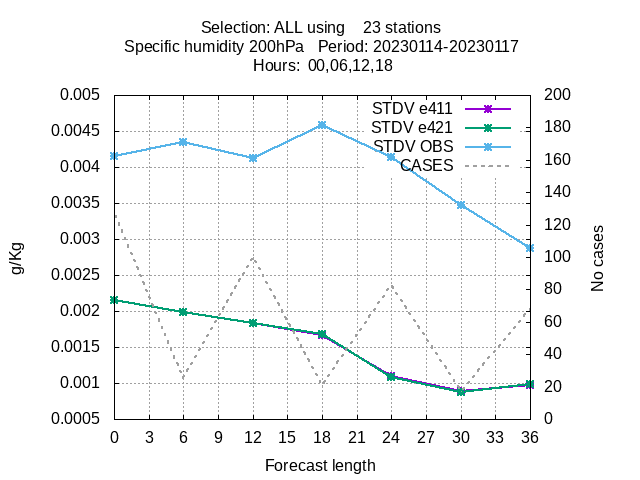 Selection: ALL using 23 stations
Specific humidity 200hPa Period: 20230114-20230117
Hours: 00,06,12,18
STDV e411
STDV e421
STDV OBS
CASES
g/Kg
0.005
0.0045
0.004
0.0035
0.003
0.0025
0.002
0.0015
0.001
0.0005
No cases
200
180
160
140
120
100
80
60
40
20
0
0 3 6 9 12 15 18 21 24 27 30 33 36
Forecast length